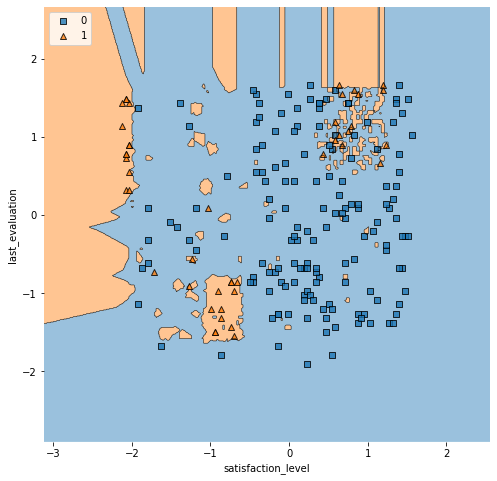 0
1
2
1
0
−1
−2
last_evaluation
−3 −2 −1 0 1 2
satisfaction_level